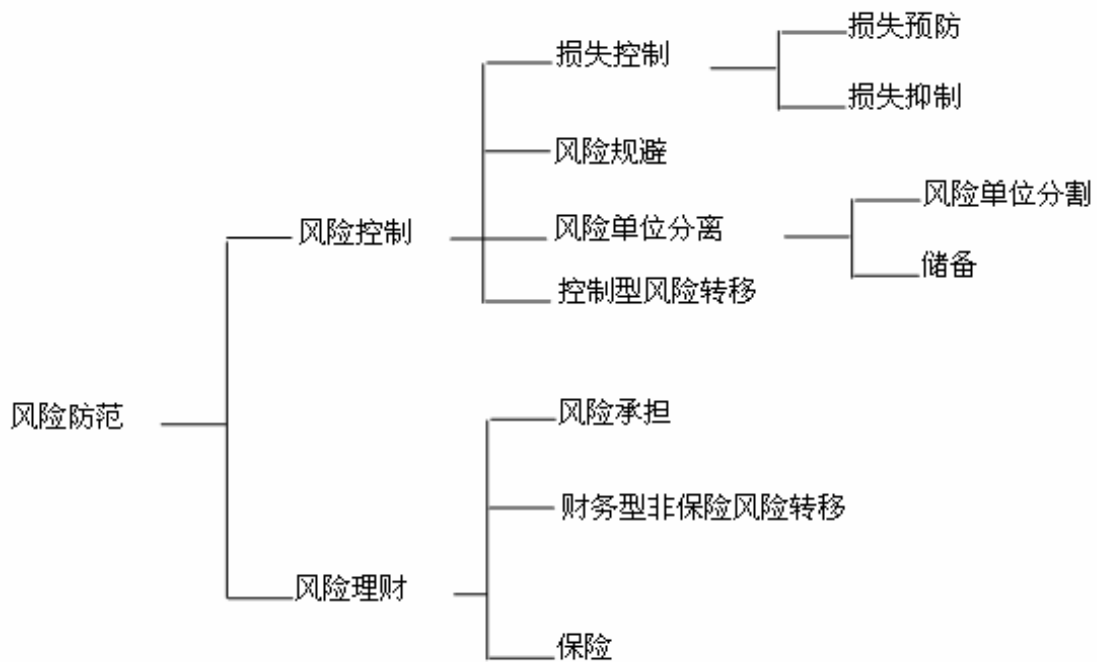 损失预防
损失控制
损失抑制
风险规避
风险单位分割
风险控制
风险单位分离
储备
控制型风险转移
风险防范
风险承担
财务型非保险风险转移
风险理财
保险